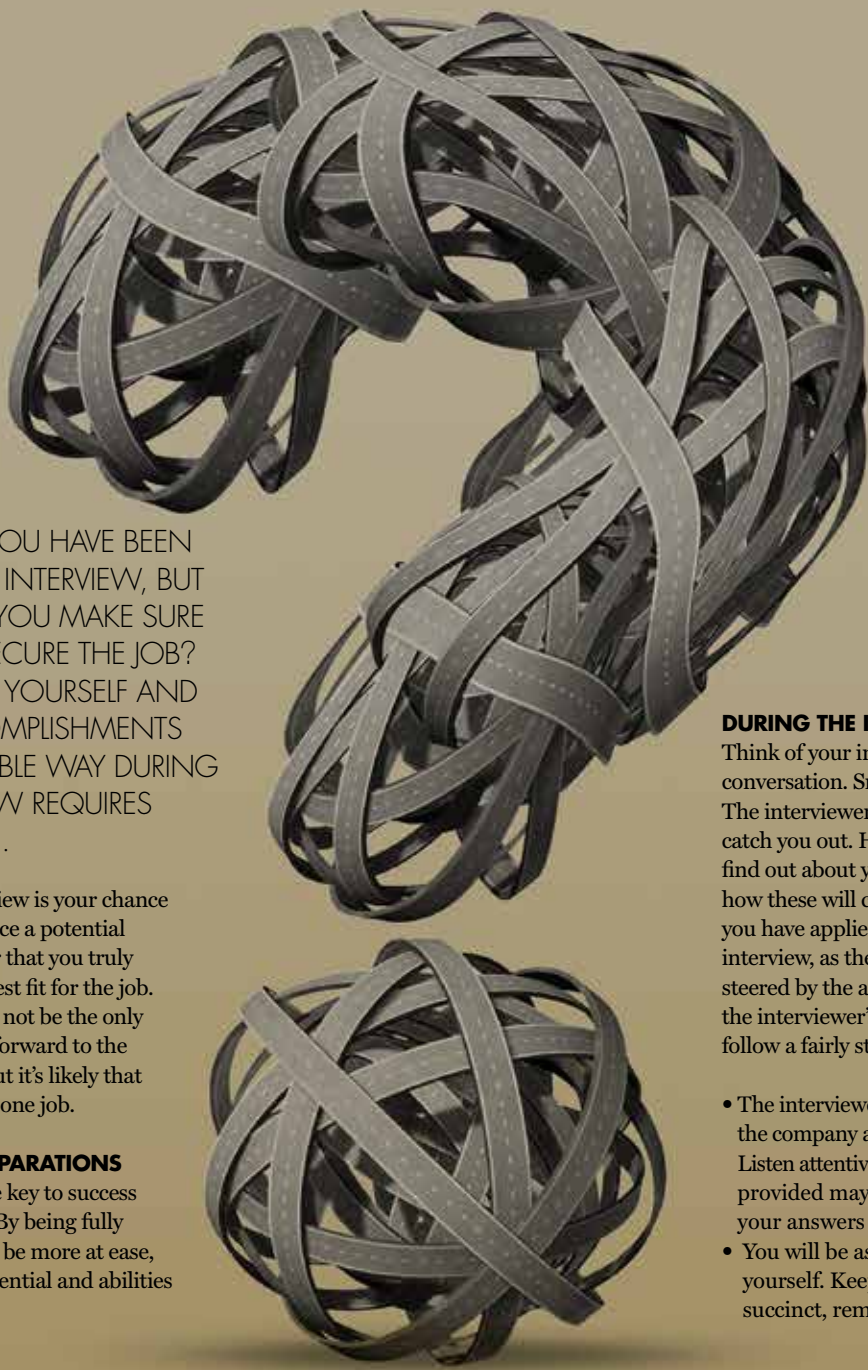 OU HAVE BEEN
INTERVIEW, BUT
YOU MAKE SURE
ECURE THE JOB?
YOURSELF AND
OMPLISHMENTS
BLE WAY DURING
W REQUIRES
.
iew is your chance
ce a potential
that you truly
est fit for the job.
not be the only
forward to the
ut it’s likely that
one job.
PARATIONS
e key to success
By being fully
be more at ease,
ential and abilities
DURING THE I
Think of your in
conversation. Sm
The interviewer
catch you out. H
find out about y
how these will c
you have applie
interview, as the
steered by the a
the interviewer’
follow a fairly st
• The interviewe
the company a
Listen attentiv
provided may
your answers
• You will be as
yourself. Kee
succinct, rem